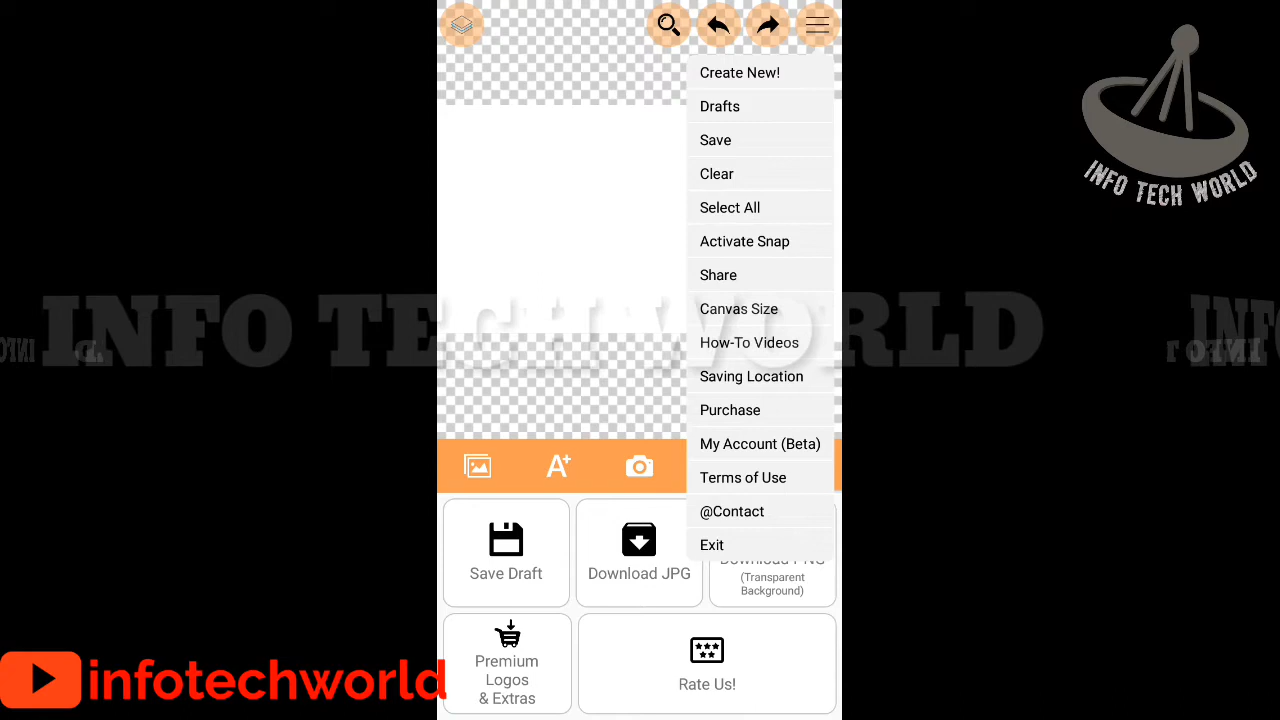 Create New!
Drafts
Save
Clear
Select All
Activate Snap
Share
Canvas Size
How-To Videos
Saving Location
Purchase
My Account (Beta)
Terms of Use
@Contact
Exit
INFO TECH WORLD
INFO TECH WORLD
A+
Save Draft
Download JPG
Download PNG
(Transparent
Background)
Premium
Logos
& Extras
Rate Us!
infotechworld